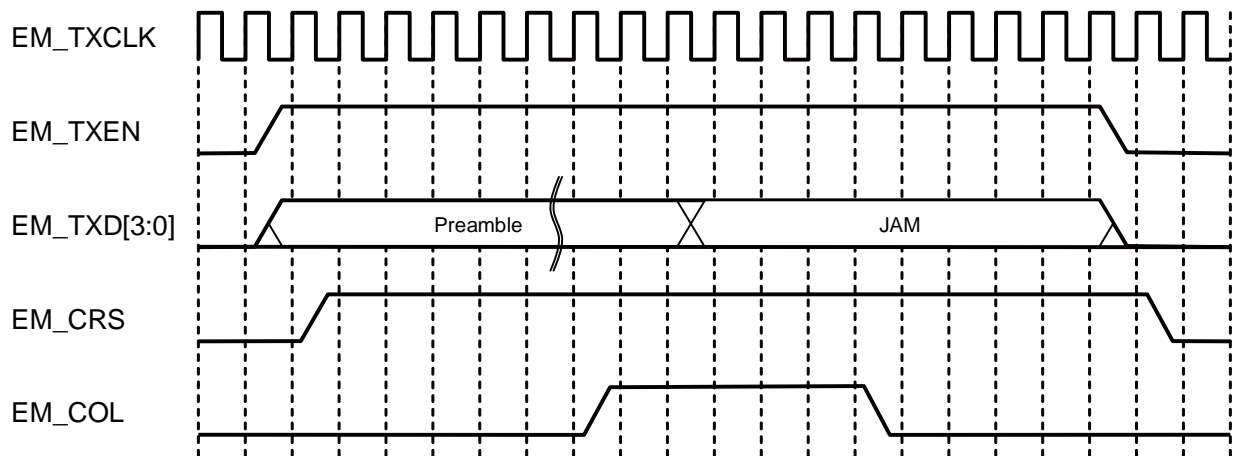 EM_TXCLK
EM_TXEN
EM_TXD[3:0]
Preamble
JAM
EM_CRS
EM_COL